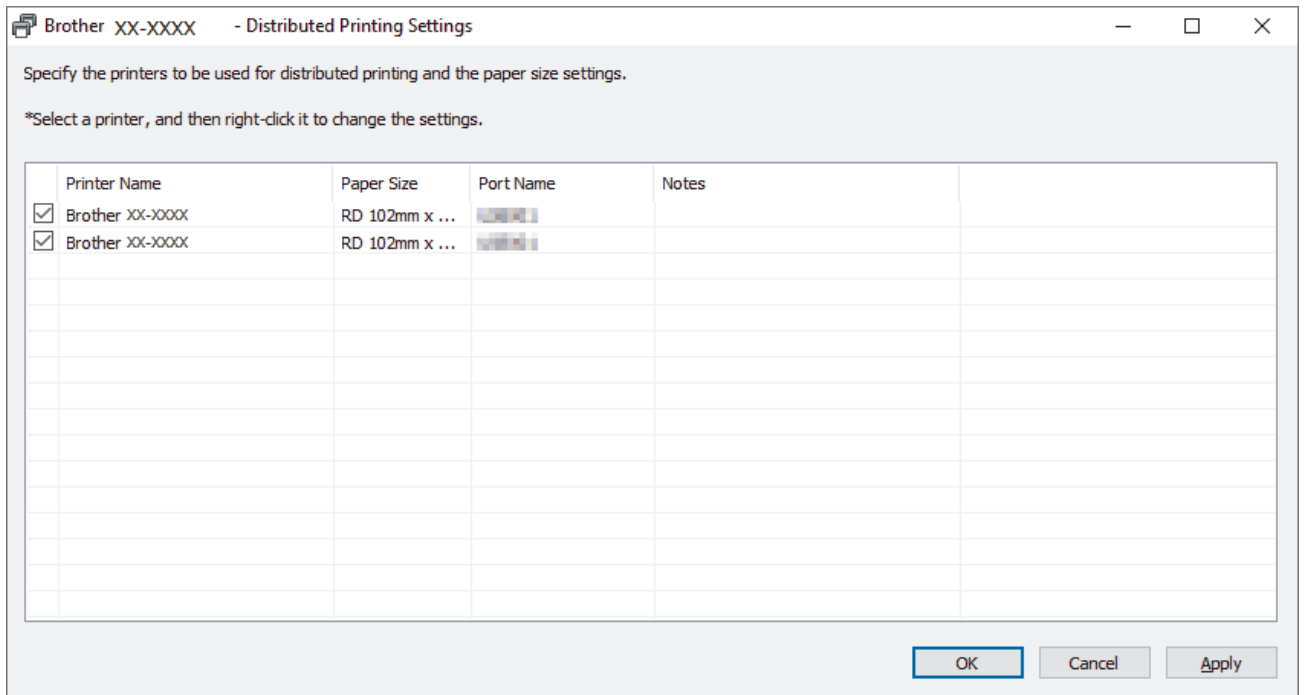 Brother XX-XXXX - Distributed Printing Settings
Specify the printers to be used for distributed printing and the paper size settings.
*Select a printer, and then right-click it to change the settings.
Printer Name Paper Size Port Name Notes
Brother XX-XXXX RD 102mm x ...
Brother XX-XXXX RD 102mm x ...
OK Cancel Apply